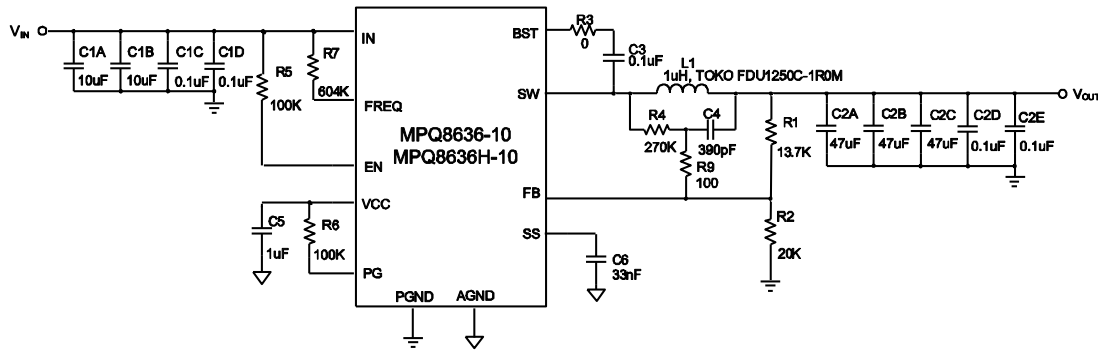 VIN
C1A
10uF
C1B
10uF
C1C
0.1uF
C1D
0.1uF
R5
100K
R7
604K
IN
FREQ
EN
VCC
PG
PGND
AGND
BST
SW
FB
SS
MPQ8636-10
MPQ8636H-10
C5
1uF
R6
100K
R3
0
C3
0.1uF
L1
1uH, TOKO FDU1250C-1R0M
R4
270K
C4
390pF
R9
100
R1
13.7K
R2
20K
C6
33nF
C2A
47uF
C2B
47uF
C2C
47uF
C2D
0.1uF
C2E
0.1uF
VOUT